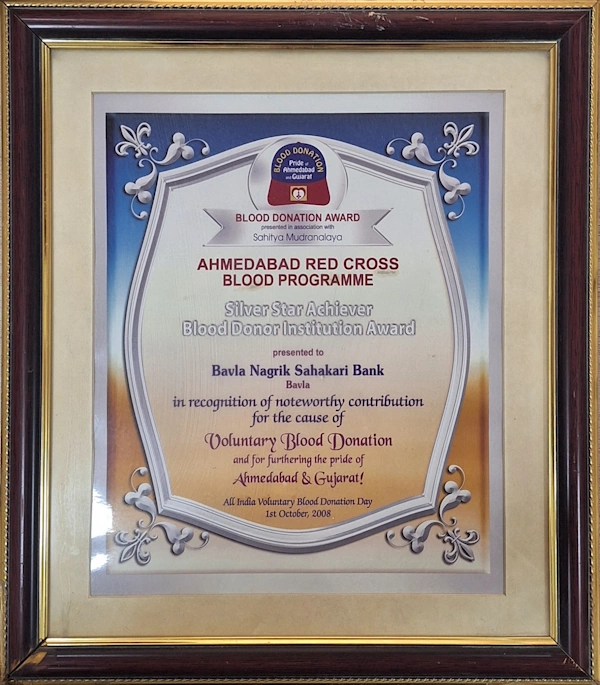 BLOOD DONATION
Pride of
Ahmedabad
and Gujarat
BLOOD DONATION AWARD
presented in association with
Sahitya Mudranalaya
AHMEDABAD RED CROSS
BLOOD PROGRAMME
Silver Star Achiever
Blood Donor Institution Award
presented to
Bavla Nagrik Sahakari Bank
Bavla
in recognition of noteworthy contribution
for the cause of
Voluntary Blood Donation
and for furthering the pride of
Ahmedabad & Gujarat!
All India Voluntary Blood Donation Day
1st October, 2008